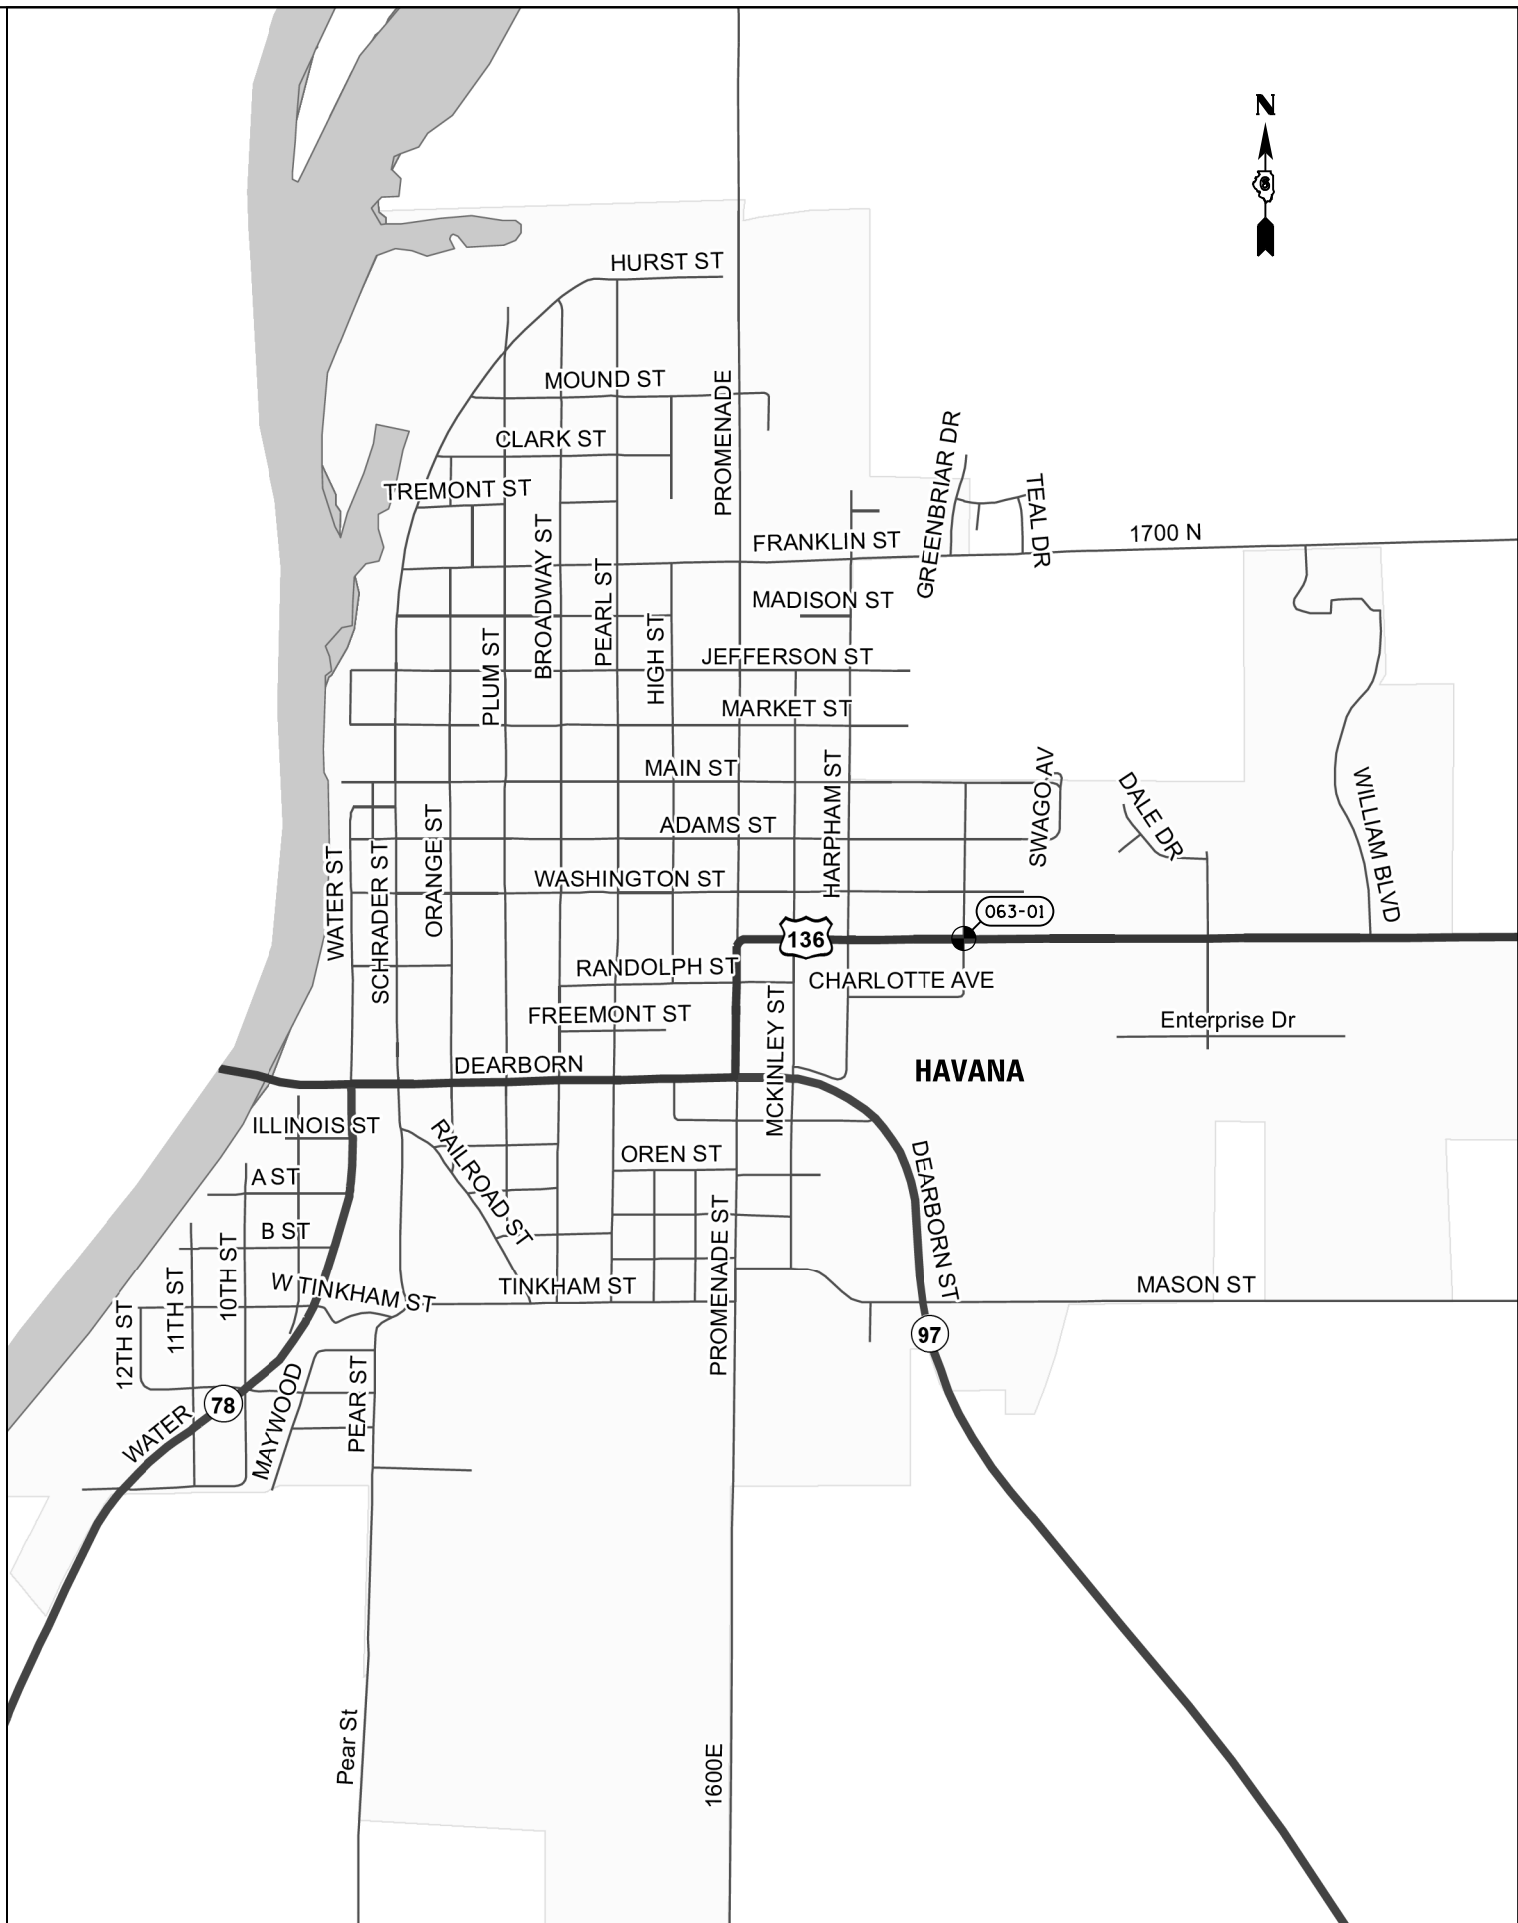 N
6
HURST ST
MOUND ST
PROMENADE
CLARK ST
GREENBRIAR DR
TREMONT ST
TEAL DR
BROADWAY ST
FRANKLIN ST
1700 N
PEARL ST
MADISON ST
HIGH ST
PLUM ST
JEFFERSON ST
MARKET ST
MAIN ST
HARPHAM ST
SWAGO AV
DALE DR
WILLIAM BLVD
ORANGE ST
ADAMS ST
WATER ST
SCHRADER ST
WASHINGTON ST
063-01
136
RANDOLPH ST
CHARLOTTE AVE
MCKINLEY ST
FREEMONT ST
Enterprise Dr
DEARBORN
HAVANA
ILLINOIS ST
RAILROAD ST
OREN ST
DEARBORN ST
A ST
B ST
10TH ST
PROMENADE ST
W TINKHAM ST
TINKHAM ST
MASON ST
11TH ST
12TH ST
97
MAYWOOD
PEAR ST
78
WATER
Pear St
1600E